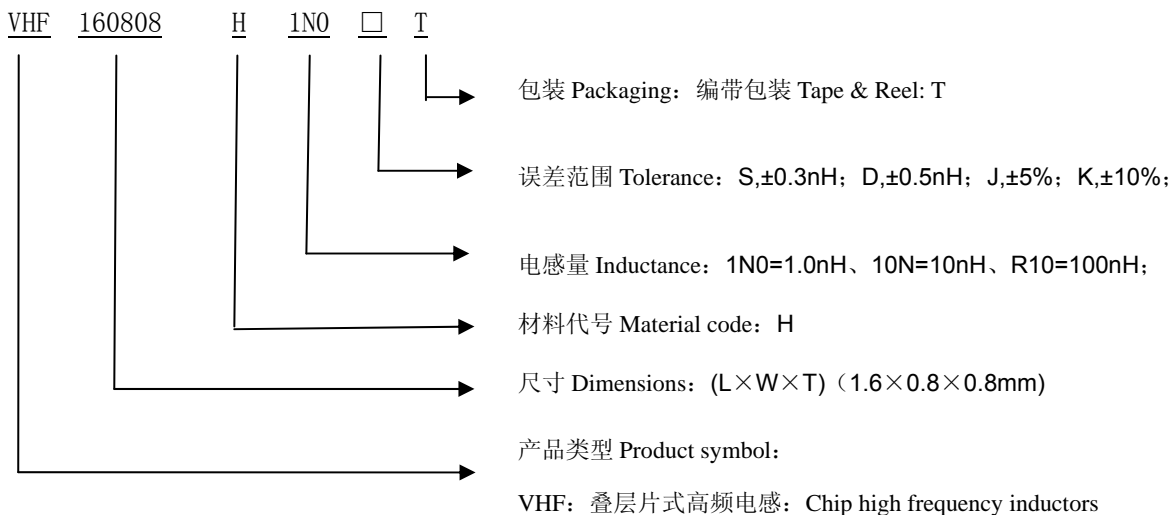 VHF 160808 H 1N0 □ T
包装 Packaging：编带包装 Tape & Reel: T
误差范围 Tolerance：S,±0.3nH；D,±0.5nH；J,±5%；K,±10%；
电感量 Inductance：1N0=1.0nH、10N=10nH、R10=100nH；
材料代号 Material code：H
尺寸 Dimensions：(L×W×T)（1.6×0.8×0.8mm)
产品类型 Product symbol：
VHF：叠层片式高频电感：Chip high frequency inductors